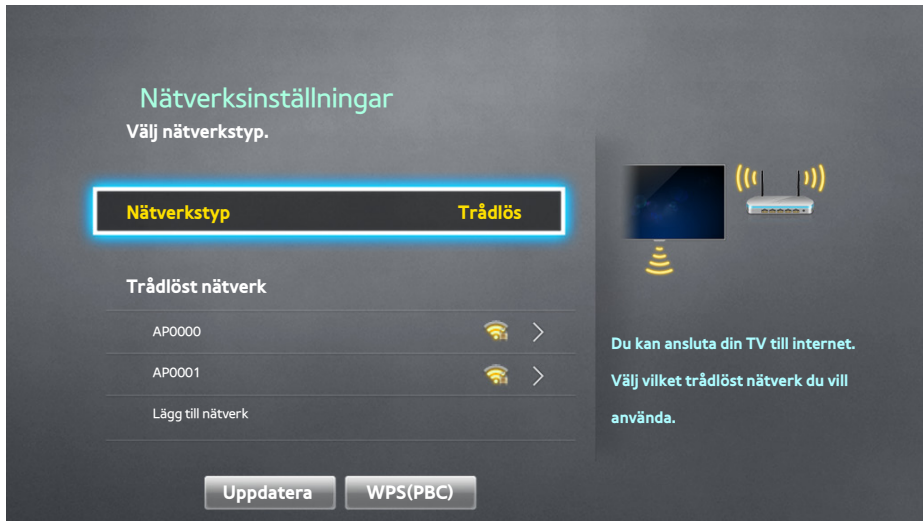 Nätverksinställningar
Välj nätverkstyp.
Nätverkstyp Trådlös
Trådlöst nätverk
AP0000
AP0001
Lägg till nätverk
Uppdatera WPS(PBC)
Du kan ansluta din TV till internet.
Välj vilket trådlöst nätverk du vill
använda.